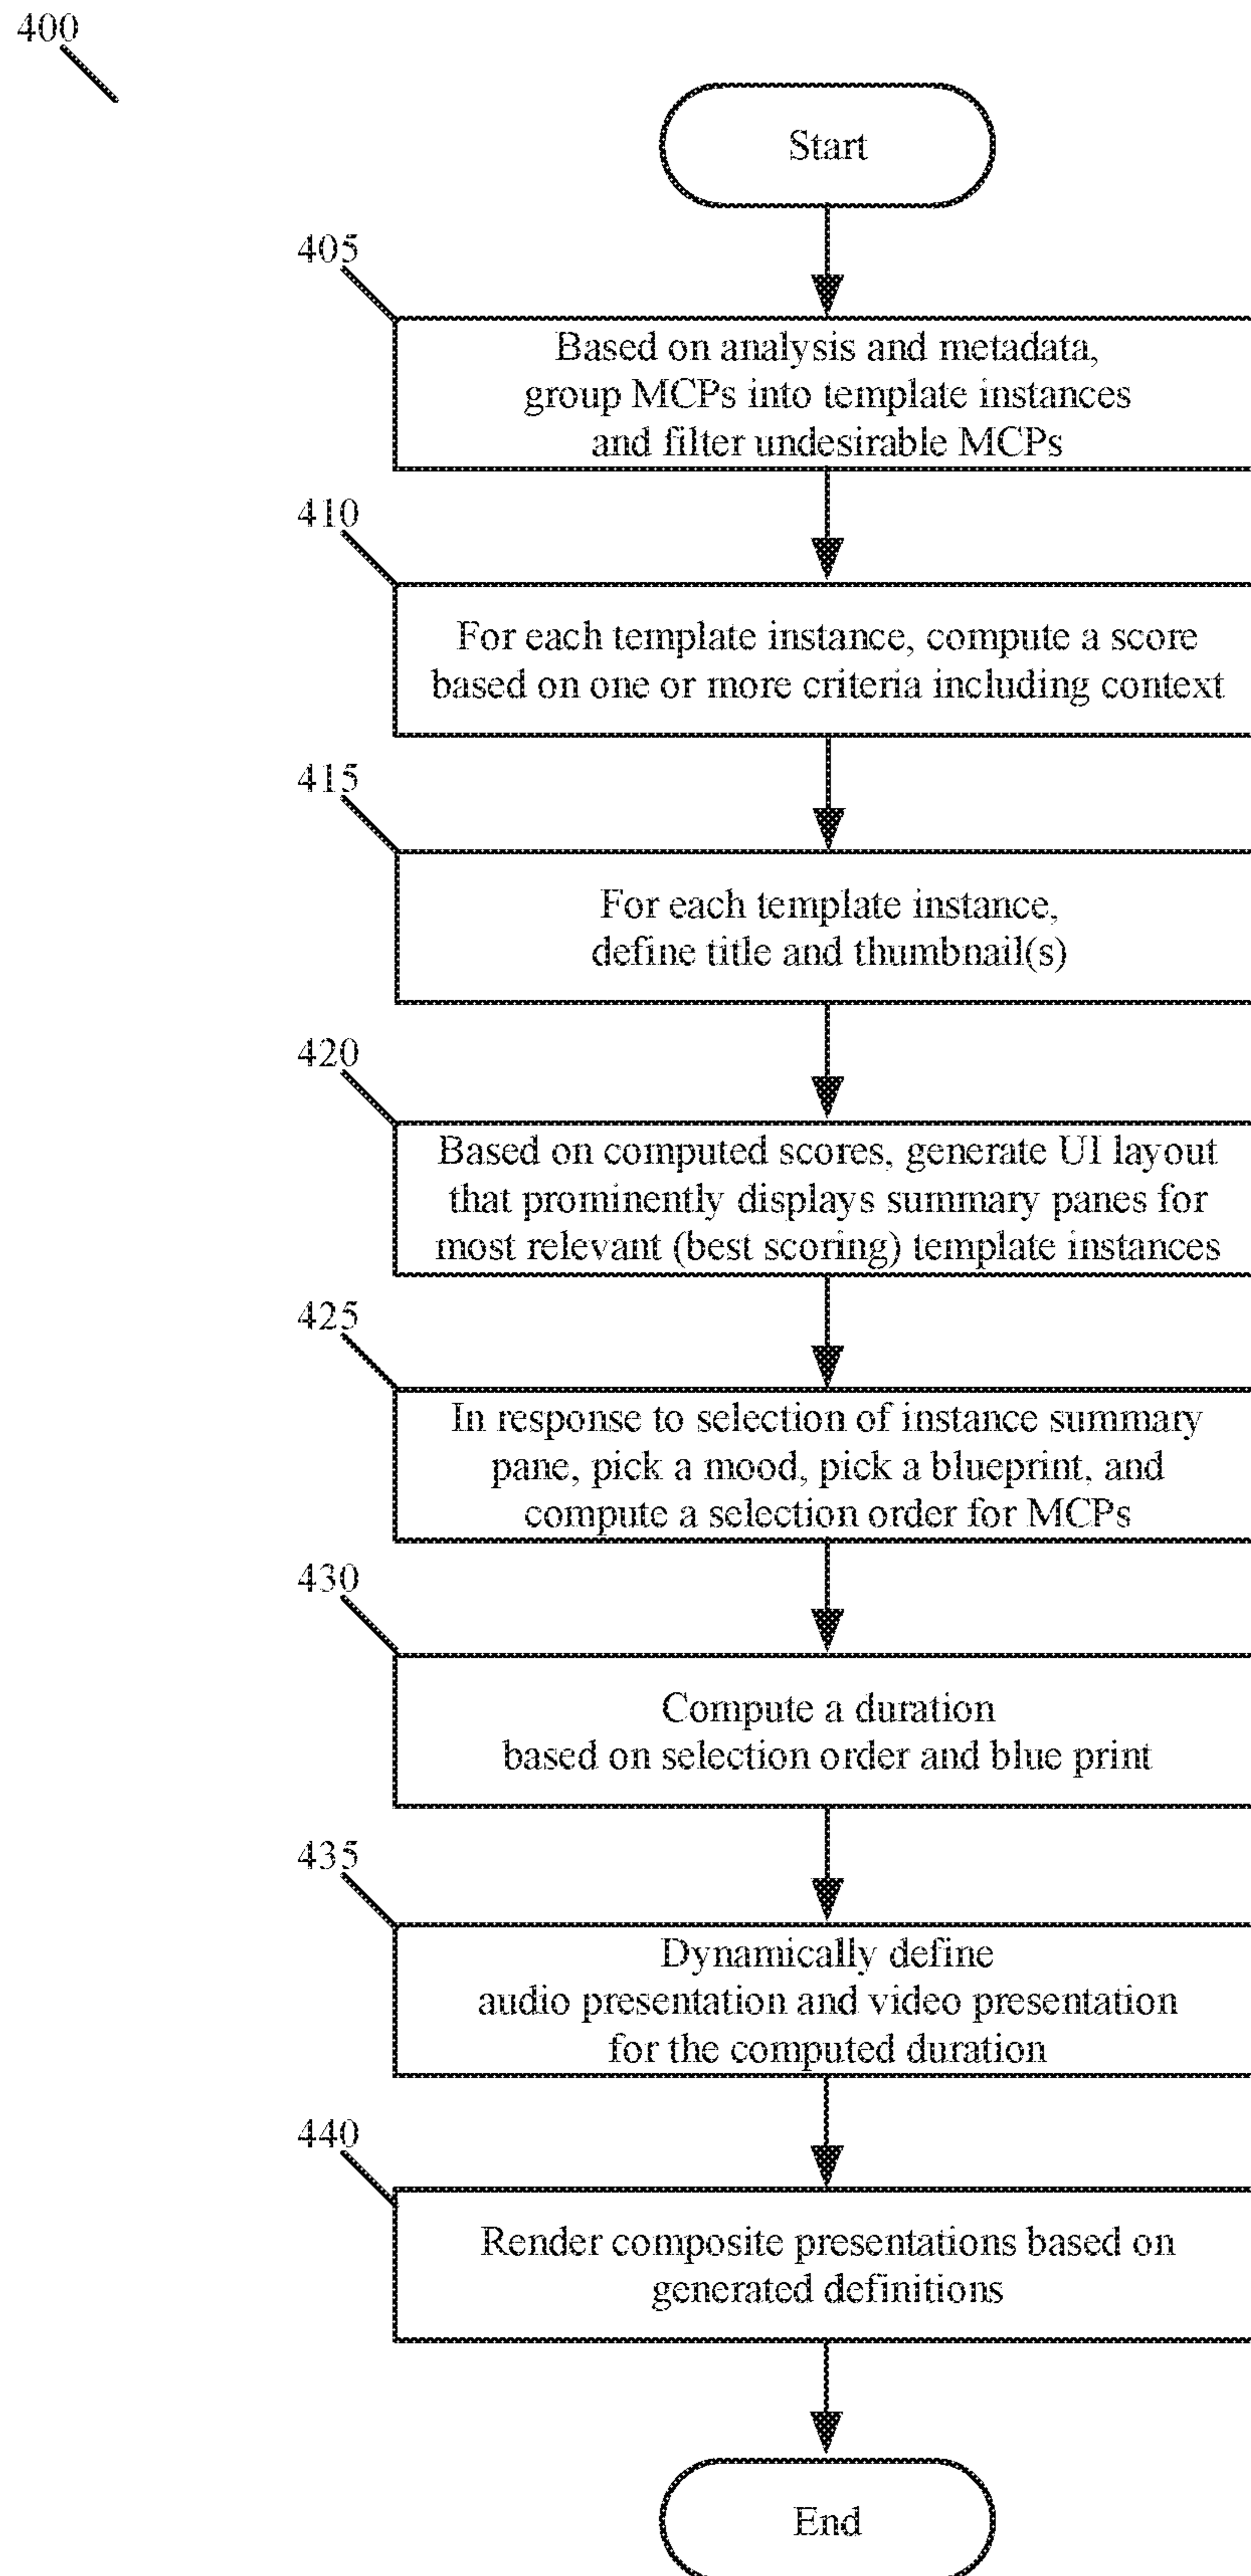 400
Start
405
Based on analysis and metadata,
group MCPs into template instances
and filter undesirable MCPs
410
For each template instance, compute a score
based on one or more criteria including context
415
For each template instance,
define title and thumbnail(s)
420
Based on computed scores, generate UI layout
that prominently displays summary panes for
most relevant (best scoring) template instances
425
In response to selection of instance summary
pane, pick a mood, pick a blueprint, and
compute a selection order for MCPs
430
Compute a duration
based on selection order and blue print
435
Dynamically define
audio presentation and video presentation
for the computed duration
440
Render composite presentations based on
generated definitions
End